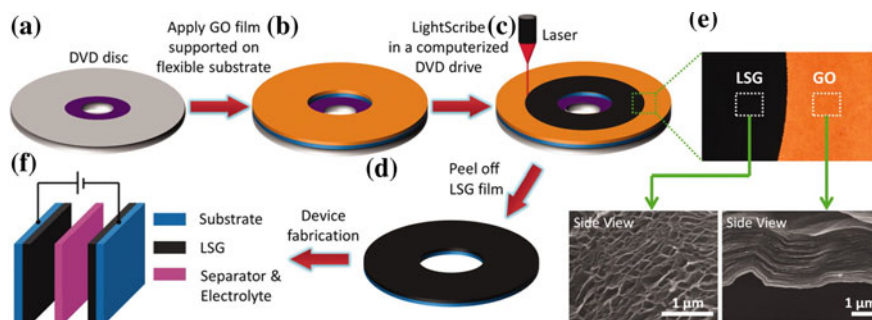 (a)
DVD disc
Apply GO film
supported on
flexible substrate
(b)
LightScribe
in a computerized
DVD drive
(c)
Laser
(e)
LSG
GO
Side View
1 μm
Side View
1 μm
Peel off
LSG film
(d)
Device
fabrication
(f)
Substrate
LSG
Separator &
Electrolyte